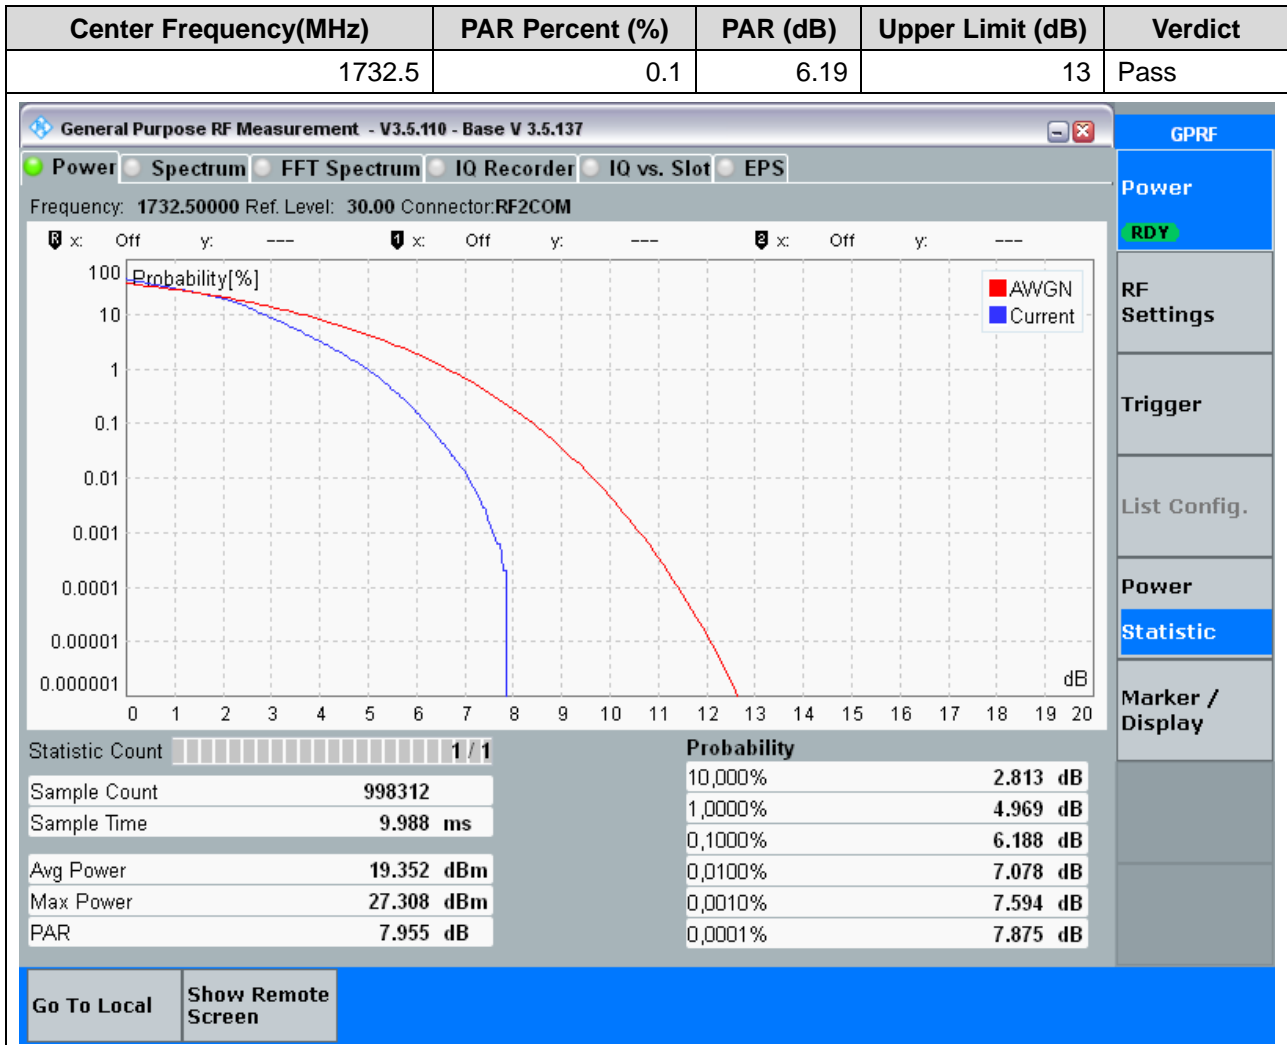 Center Frequency(MHz) PAR Percent (%) PAR (dB) Upper Limit (dB) Verdict
1732.5 0.1 6.19 13 Pass
General Purpose RF Measurement - V3.5.110 - Base V 3.5.137
GPRF
Power Spectrum FFT Spectrum IQ Recorder IQ vs. Slot EPS
Power
RDY
Frequency: 1732.50000 Ref. Level: 30.00 Connector:RF2COM
R x: Off y: --- 1 x: Off y: --- 2 x: Off y: ---
Probability[%]
100
10
1
0.1
0.01
0.001
0.0001
0.00001
0.000001
AWGN
Current
dB
0 1 2 3 4 5 6 7 8 9 10 11 12 13 14 15 16 17 18 19 20
RF
Settings
Trigger
List Config.
Power
Statistic
Marker /
Display
Statistic Count 1 / 1
Sample Count 998312
Sample Time 9.988 ms
Avg Power 19.352 dBm
Max Power 27.308 dBm
PAR 7.955 dB
Probability
10,000% 2.813 dB
1,0000% 4.969 dB
0,1000% 6.188 dB
0,0100% 7.078 dB
0,0010% 7.594 dB
0,0001% 7.875 dB
Go To Local
Show Remote
Screen